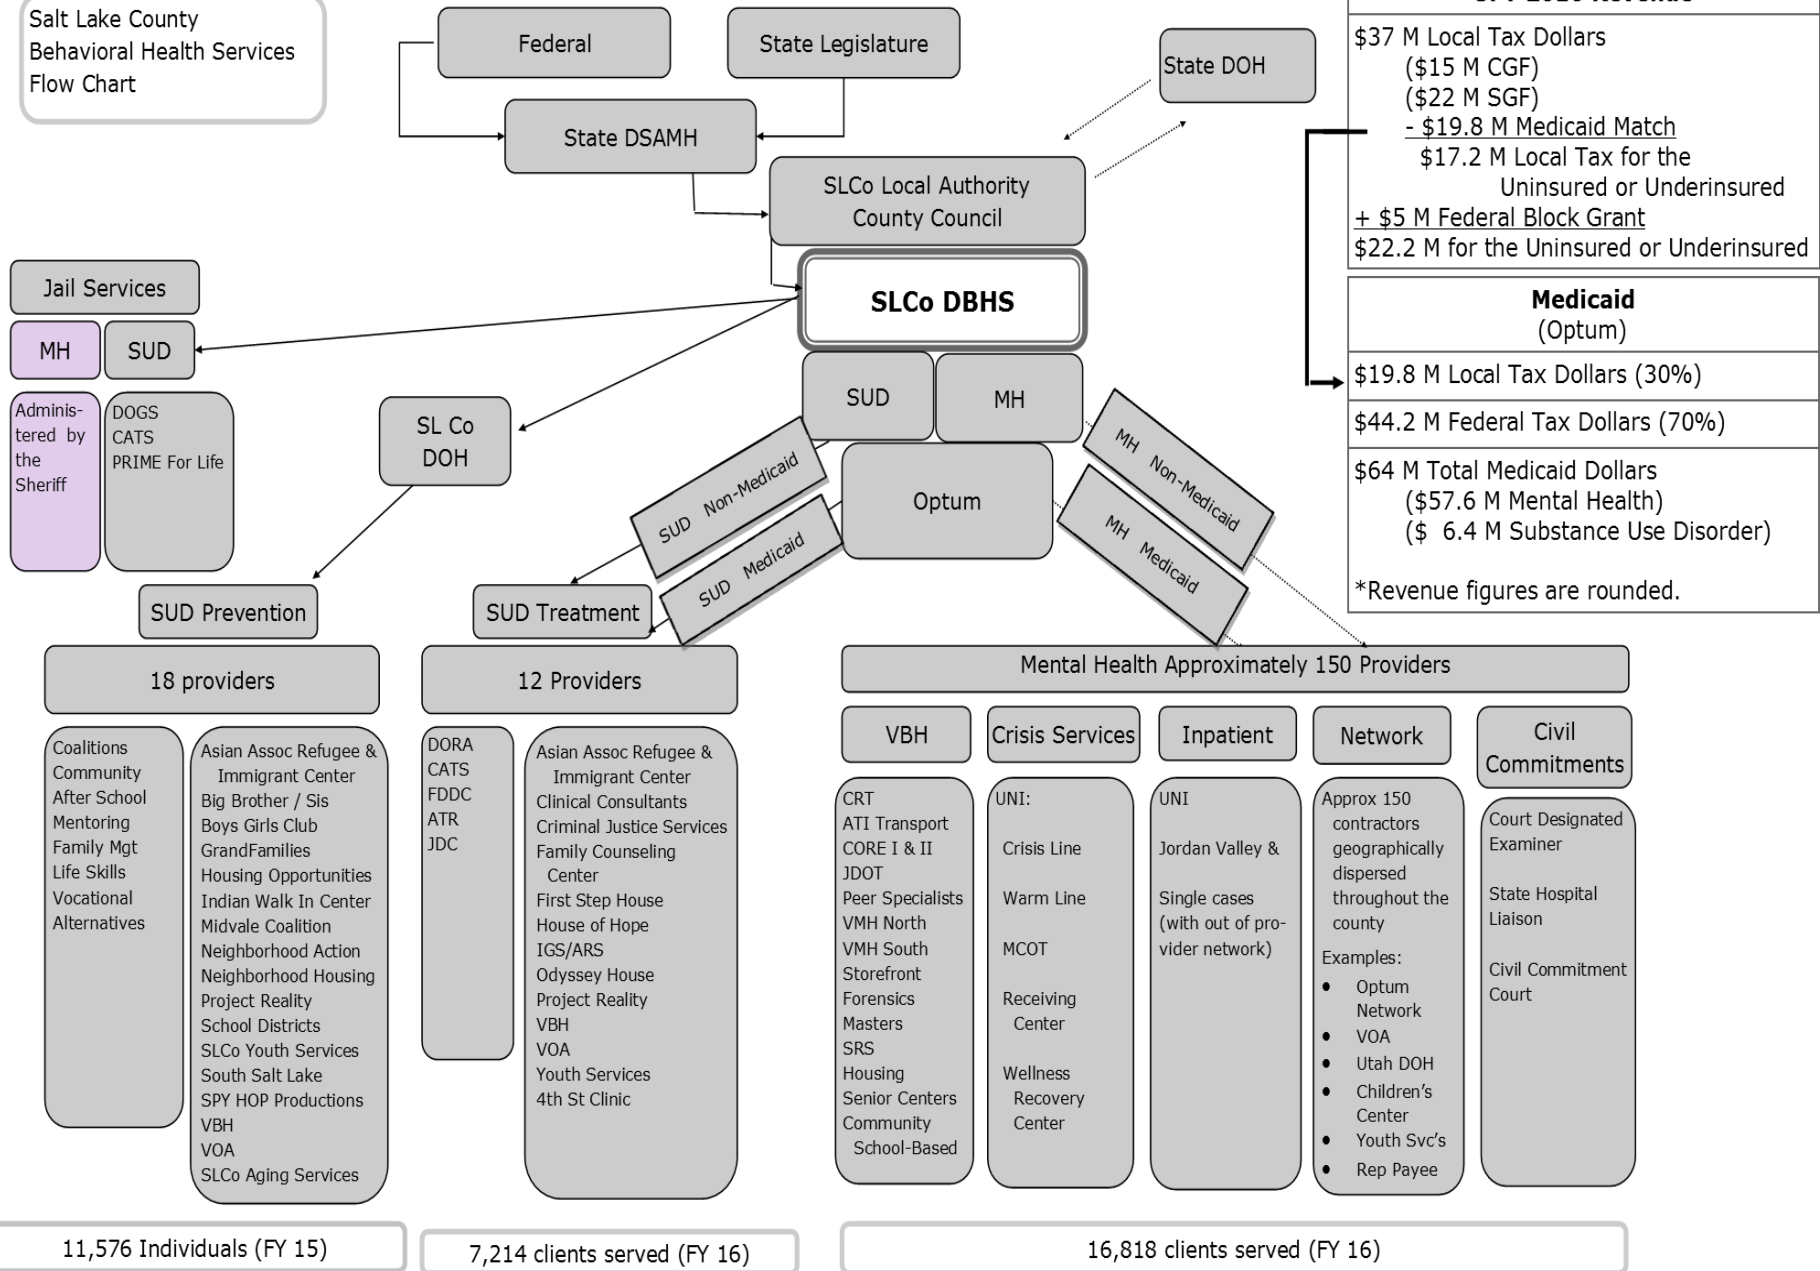 Salt Lake County
Behavioral Health Services
Flow Chart
Federal
State Legislature
State DSAMH
State DOH
SLCo Local Authority
County Council
SLCo DBHS
$37 M Local Tax Dollars
($15 M CGF)
($22 M SGF)
- $19.8 M Medicaid Match
$17.2 M Local Tax for the
Uninsured or Underinsured
+ $5 M Federal Block Grant
$22.2 M for the Uninsured or Underinsured
Medicaid
(Optum)
$19.8 M Local Tax Dollars (30%)
$44.2 M Federal Tax Dollars (70%)
$64 M Total Medicaid Dollars
($57.6 M Mental Health)
($ 6.4 M Substance Use Disorder)
*Revenue figures are rounded.
Jail Services
MH
SUD
Adminis-
tered by
the
Sheriff
DOGS
CATS
PRIME For Life
SL Co
DOH
SUD
MH
Optum
SUD Non-Medicaid
SUD Medicaid
MH Non-Medicaid
MH Medicaid
SUD Prevention
18 providers
Coalitions
Community
After School
Mentoring
Family Mgt
Life Skills
Vocational
Alternatives
Asian Assoc Refugee &
Immigrant Center
Big Brother / Sis
Boys Girls Club
GrandFamilies
Housing Opportunities
Indian Walk In Center
Midvale Coalition
Neighborhood Action
Neighborhood Housing
Project Reality
School Districts
SLCo Youth Services
South Salt Lake
SPY HOP Productions
VBH
VOA
SLCo Aging Services
11,576 Individuals (FY 15)
SUD Treatment
12 Providers
DORA
CATS
FDDC
ATR
JDC
Asian Assoc Refugee &
Immigrant Center
Clinical Consultants
Criminal Justice Services
Family Counseling
Center
First Step House
House of Hope
IGS/ARS
Odyssey House
Project Reality
VBH
VOA
Youth Services
4th St Clinic
7,214 clients served (FY 16)
Mental Health Approximately 150 Providers
VBH
CRT
ATI Transport
CORE I & II
JDOT
Peer Specialists
VMH North
VMH South
Storefront
Forensics
Masters
SRS
Housing
Senior Centers
Community
School-Based
Crisis Services
UNI:
Crisis Line
Warm Line
MCOT
Receiving
Center
Wellness
Recovery
Center
Inpatient
UNI
Jordan Valley &
Single cases
(with out of pro-
vider network)
Network
Approx 150
contractors
geographically
dispersed
throughout the
county
Examples:
• Optum
Network
• VOA
• Utah DOH
• Children's
Center
• Youth Svc's
• Rep Payee
Civil
Commitments
Court Designated
Examiner
State Hospital
Liaison
Civil Commitment
Court
16,818 clients served (FY 16)